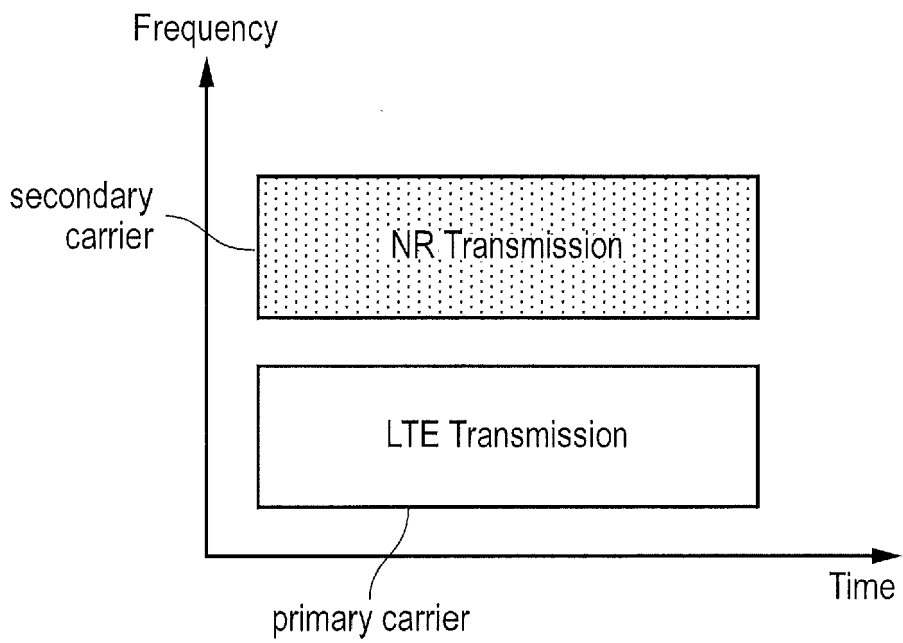 Frequency
secondary
carrier
NR Transmission
LTE Transmission
Time
primary carrier